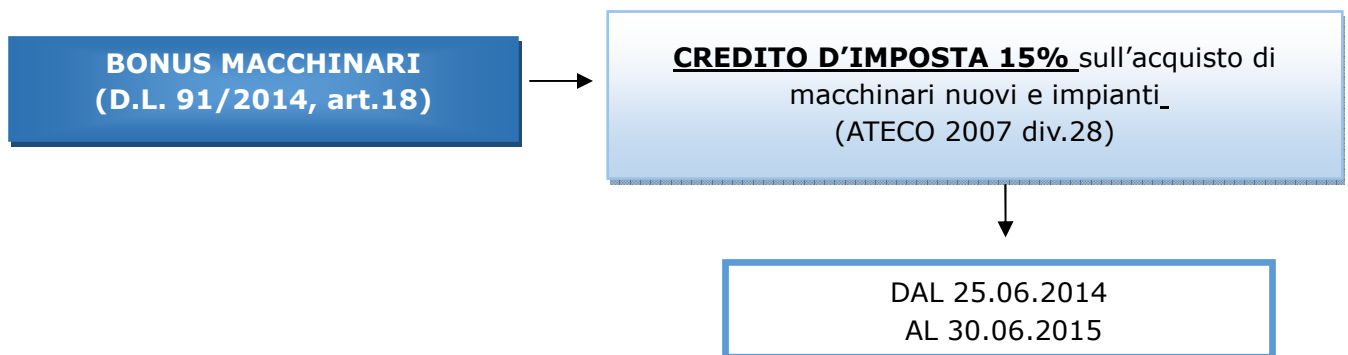 BONUS MACCHINARI
(D.L. 91/2014, art.18)
CREDITO D’IMPOSTA 15% sull’acquisto di
macchinari nuovi e impianti
(ATECO 2007 div.28)
DAL 25.06.2014
AL 30.06.2015